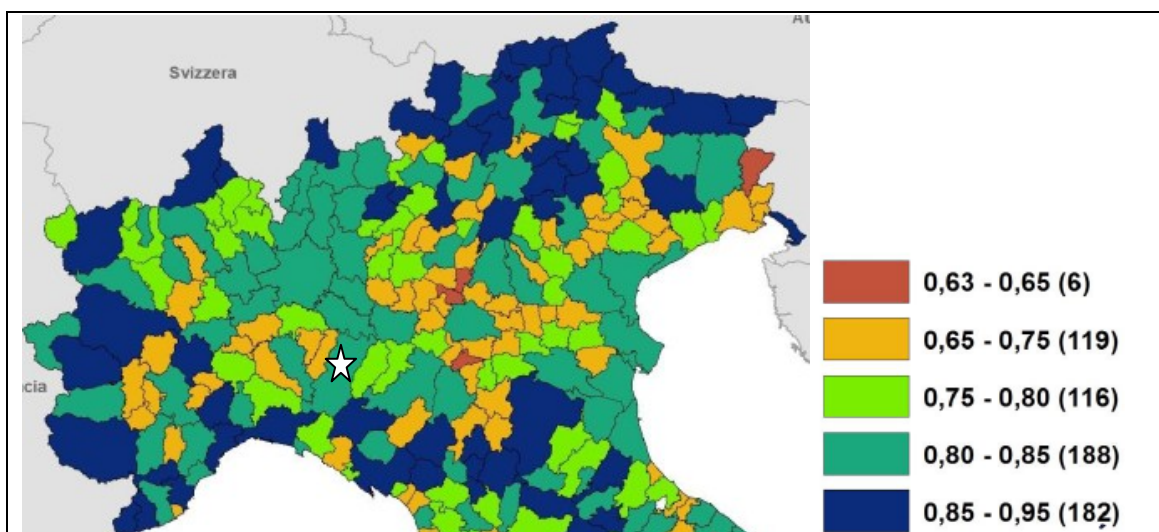 Svizzera
Au
cia
0,63 - 0,65 (6)
0,65 - 0,75 (119)
0,75 - 0,80 (116)
0,80 - 0,85 (188)
0,85 - 0,95 (182)